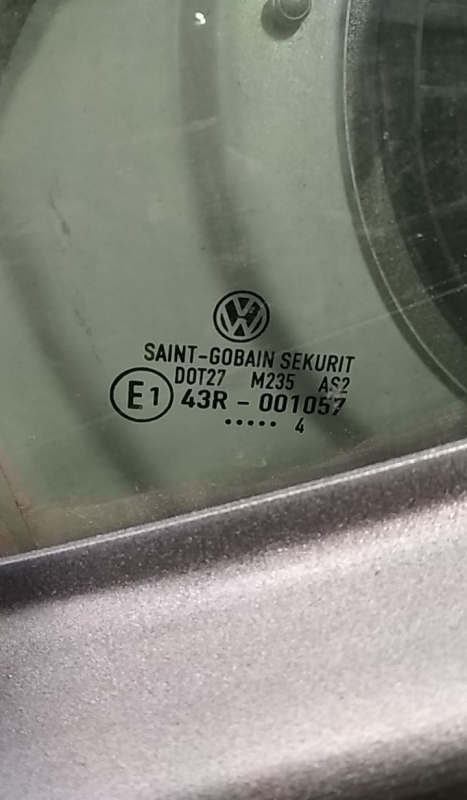 SAINT-GOBAIN SEKURIT
DOT27 M235 AS2
E1 43R - 001057
..... 4